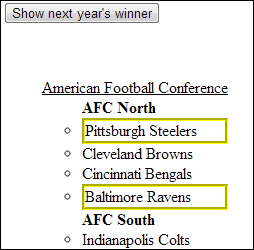 Show next year's winner
American Football Conference
AFC North
Pittsburgh Steelers
Cleveland Browns
Cincinnati Bengals
Baltimore Ravens
AFC South
Indianapolis Colts